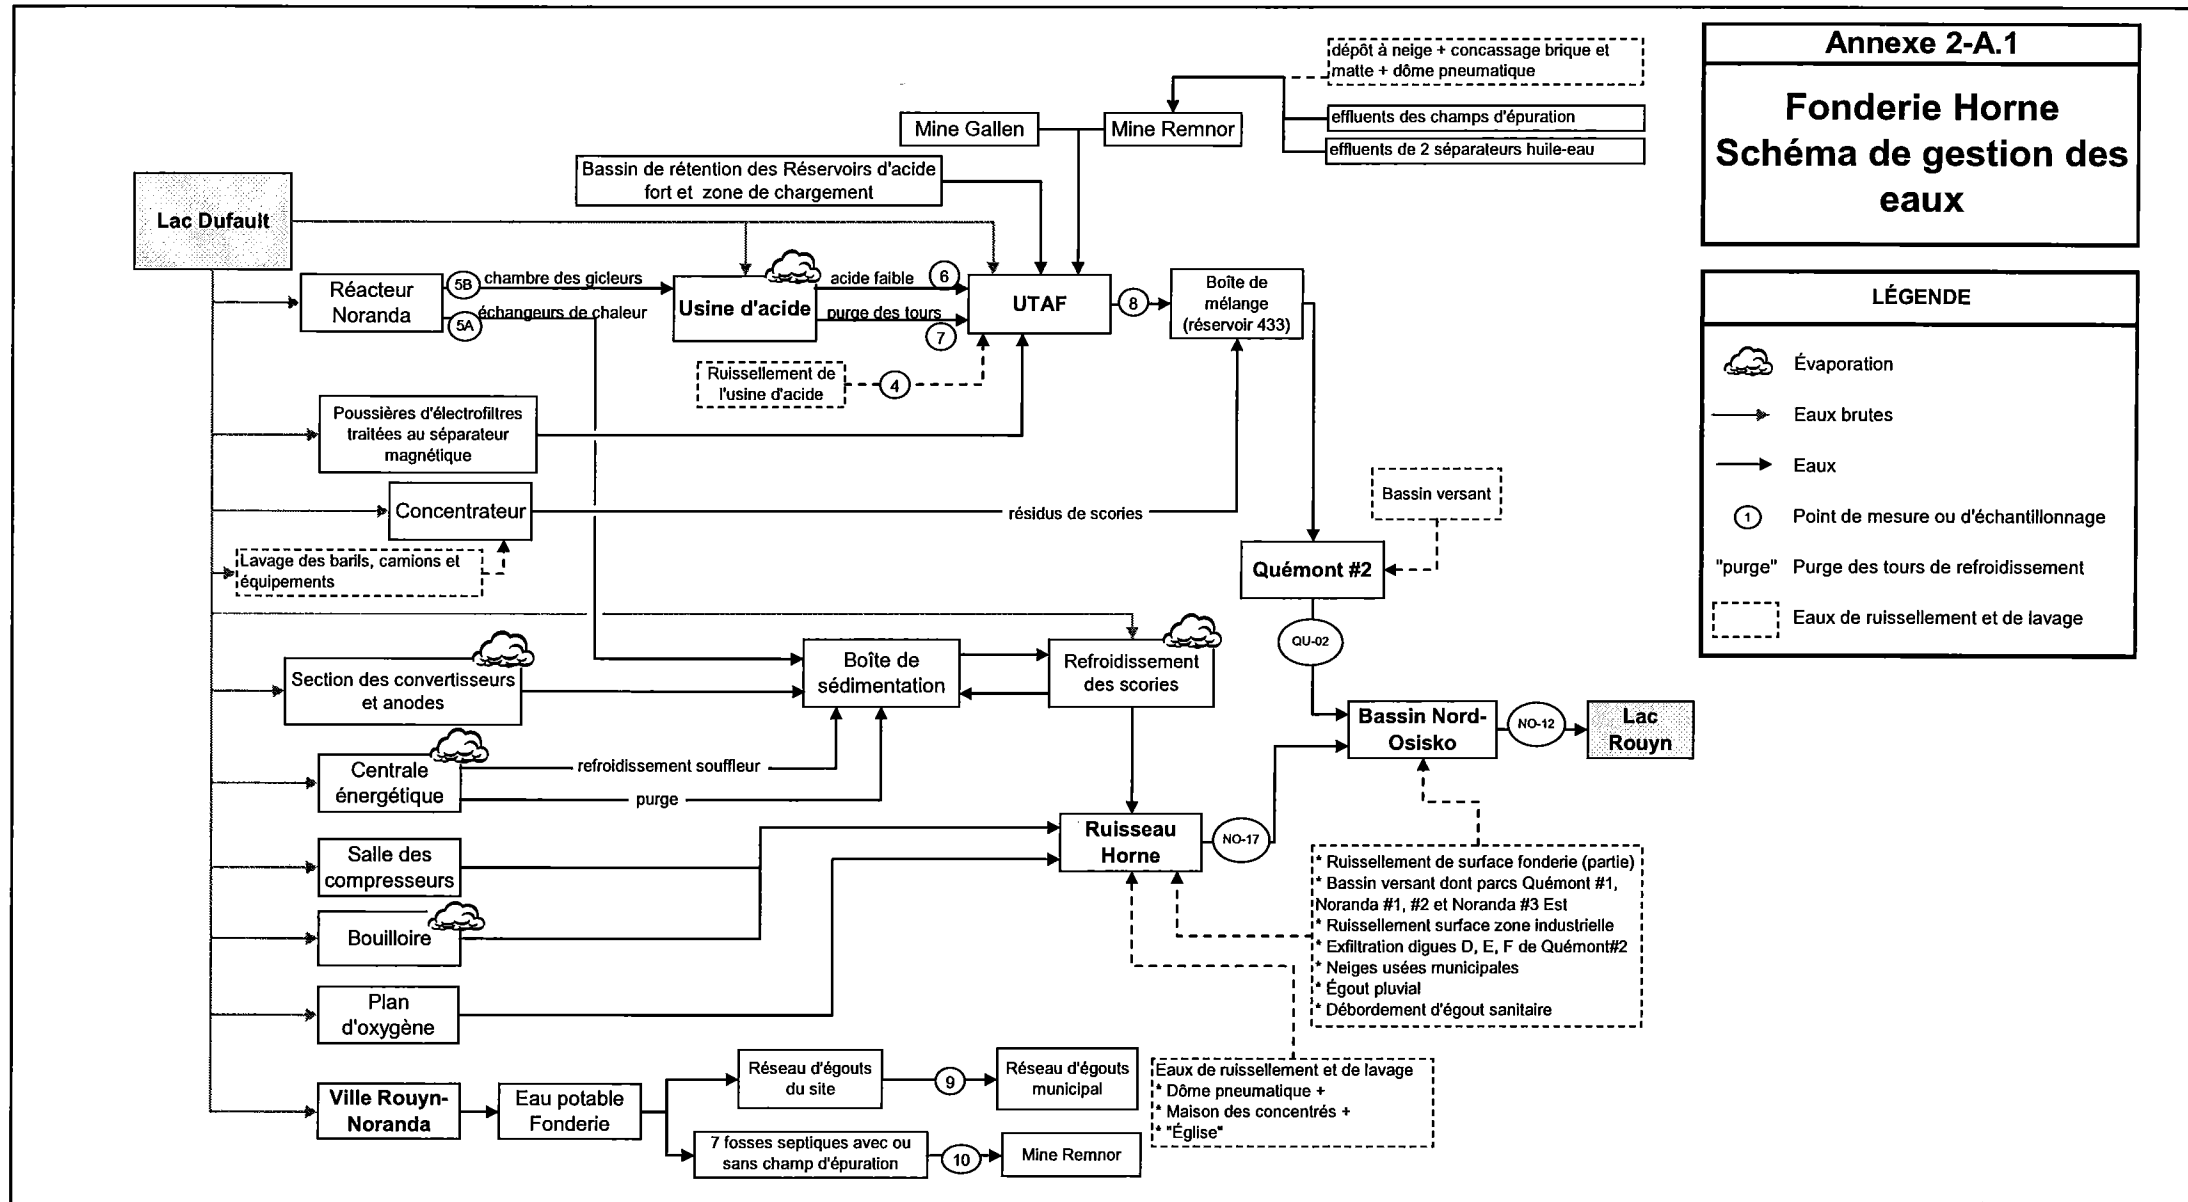 Annexe 2-A.1
Fonderie Horne
Schéma de gestion des
eaux
dépôt à neige + concassage brique et
matte + dôme pneumatique
effluents des champs d'épuration
effluents de 2 séparateurs huile-eau
Mine Gallen
Mine Remnor
Bassin de rétention des Réservoirs d'acide
fort et zone de chargement
Lac Dufault
Réacteur
Noranda
5B
chambre des gicleurs
5A
échangeurs de chaleur
Usine d'acide
acide faible
6
purge des tours
7
UTAF
8
Boîte de
mélange
(réservoir 433)
Ruissellement de
l'usine d'acide
4
Poussières d'électrofiltres
traitées au séparateur
magnétique
Concentrateur
résidus de scories
Lavage des barils, camions et
équipements
Bassin versant
Quémont #2
QU-02
Section des convertisseurs
et anodes
Boîte de
sédimentation
Refroidissement
des scories
Bassin Nord-
Osisko
NO-12
Lac
Rouyn
Centrale
énergétique
refroidissement souffleur
purge
Salle des
compresseurs
Ruisseau
Horne
NO-17
Bouilloire
Plan
d'oxygène
* Ruissellement de surface fonderie (partie)
* Bassin versant dont parcs Quémont #1,
Noranda #1, #2 et Noranda #3 Est
* Ruissellement surface zone industrielle
* Exfiltration digues D, E, F de Quémont#2
* Neiges usées municipales
* Égout pluvial
* Débordement d'égout sanitaire
Ville Rouyn-
Noranda
Eau potable
Fonderie
Réseau d'égouts
du site
9
Réseau d'égouts
municipal
7 fosses septiques avec ou
sans champ d'épuration
10
Mine Remnor
Eaux de ruissellement et de lavage
* Dôme pneumatique +
* Maison des concentrés +
* "Église"
LÉGENDE
Évaporation
Eaux brutes
Eaux
1
Point de mesure ou d'échantillonnage
"purge"
Purge des tours de refroidissement
Eaux de ruissellement et de lavage